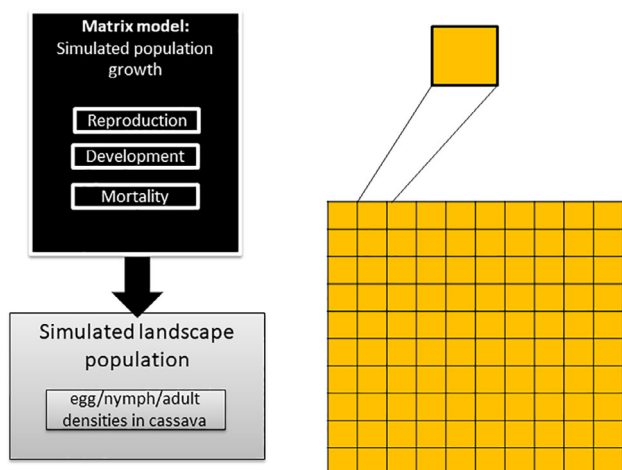 Matrix model:
Simulated population
growth
Reproduction
Development
Mortality
Simulated landscape
population
egg/nymph/adult
densities in cassava